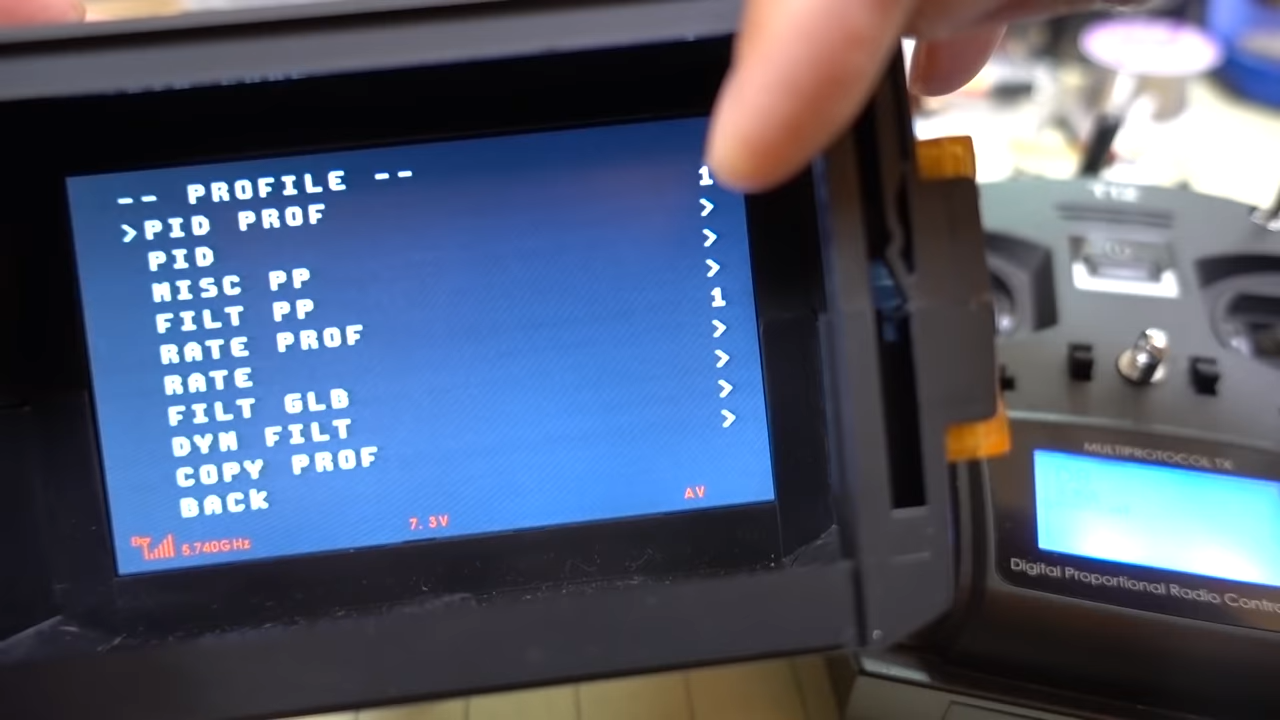 -- PROFILE --
>PID PROF 1
PID >
MISC PP >
FILT PP >
RATE PROF 1
RATE >
FILT GLB >
DYN FILT >
COPY PROF >
BACK
5.740GHz 7.3V AV
MULTIPROTOCOL TX
Digital Proportional Radio Contro